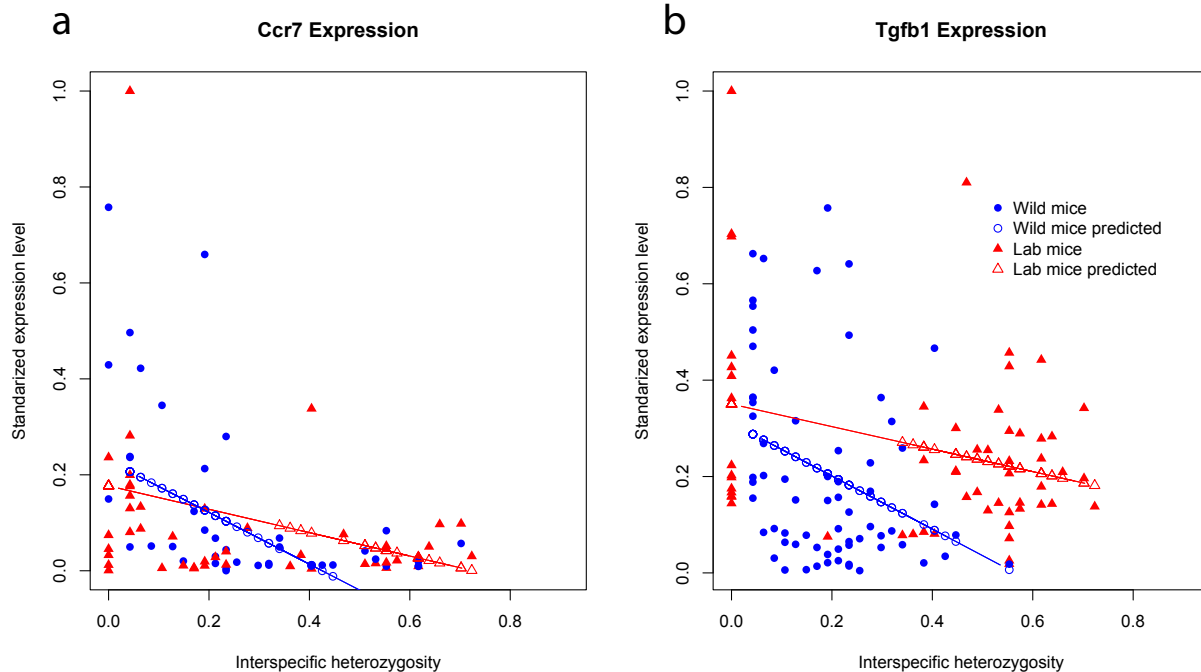 a
Ccr7 Expression
Standarized expression level
1.0
0.8
0.6
0.4
0.2
0.0
0.0 0.2 0.4 0.6 0.8
Interspecific heterozygosity
b
Tgfb1 Expression
Standarized expression level
1.0
0.8
0.6
0.4
0.2
0.0
Wild mice
Wild mice predicted
Lab mice
Lab mice predicted
0.0 0.2 0.4 0.6 0.8
Interspecific heterozygosity